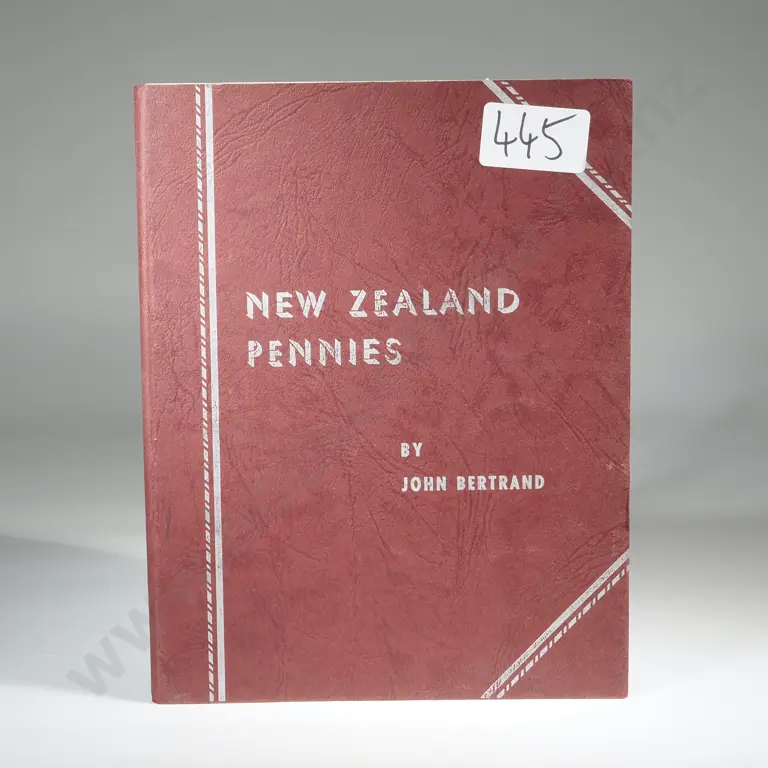 445
NEW ZEALAND
PENNIES
BY
JOHN BERTRAND